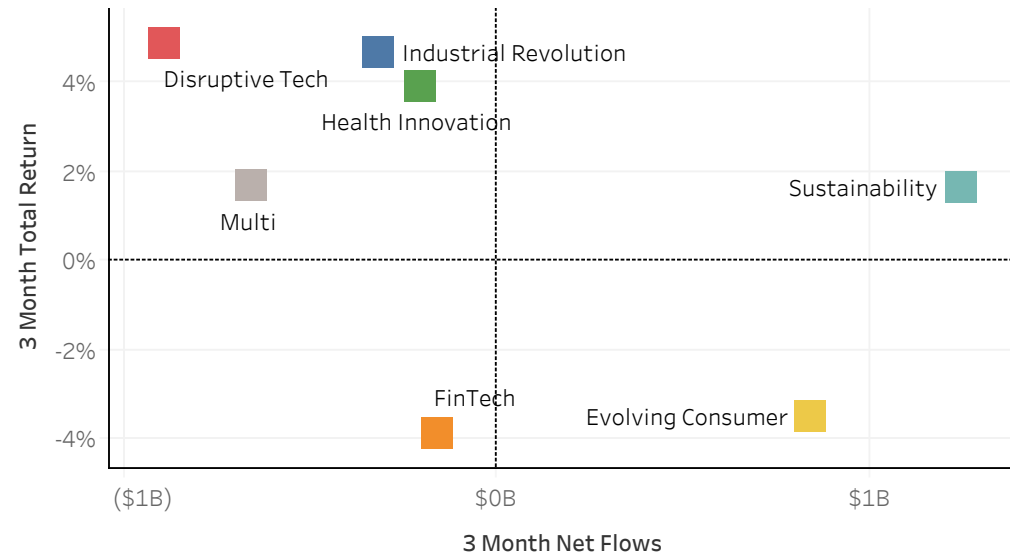 Industrial Revolution
Disruptive Tech
4%
Health Innovation
2%
Sustainability
Multi
3 Month Total Return
0%
-2%
FinTech
Evolving Consumer
-4%
($1B)
$0B
$1B
3 Month Net Flows